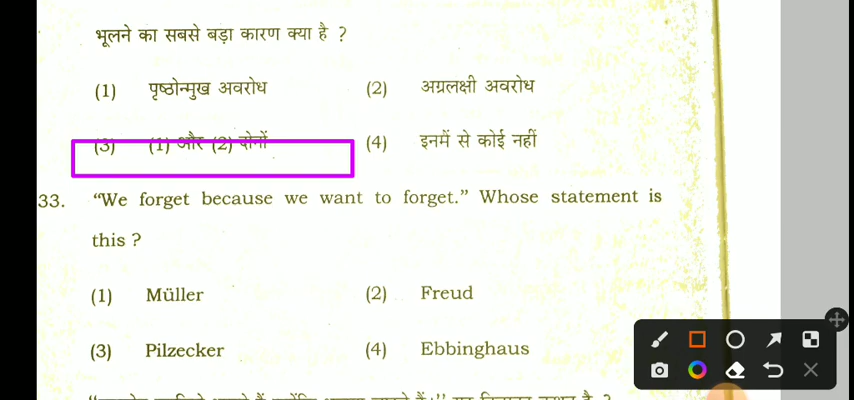 भूलने का सबसे बड़ा कारण क्या है ?
(1) पृष्ठोन्मुख अवरोध (2) अग्रलक्षी अवरोध
(3) (1) और (2) दोनों (4) इनमें से कोई नहीं
33. “We forget because we want to forget.” Whose statement is
this ?
(1) Müller (2) Freud
(3) Pilzecker (4) Ebbinghaus